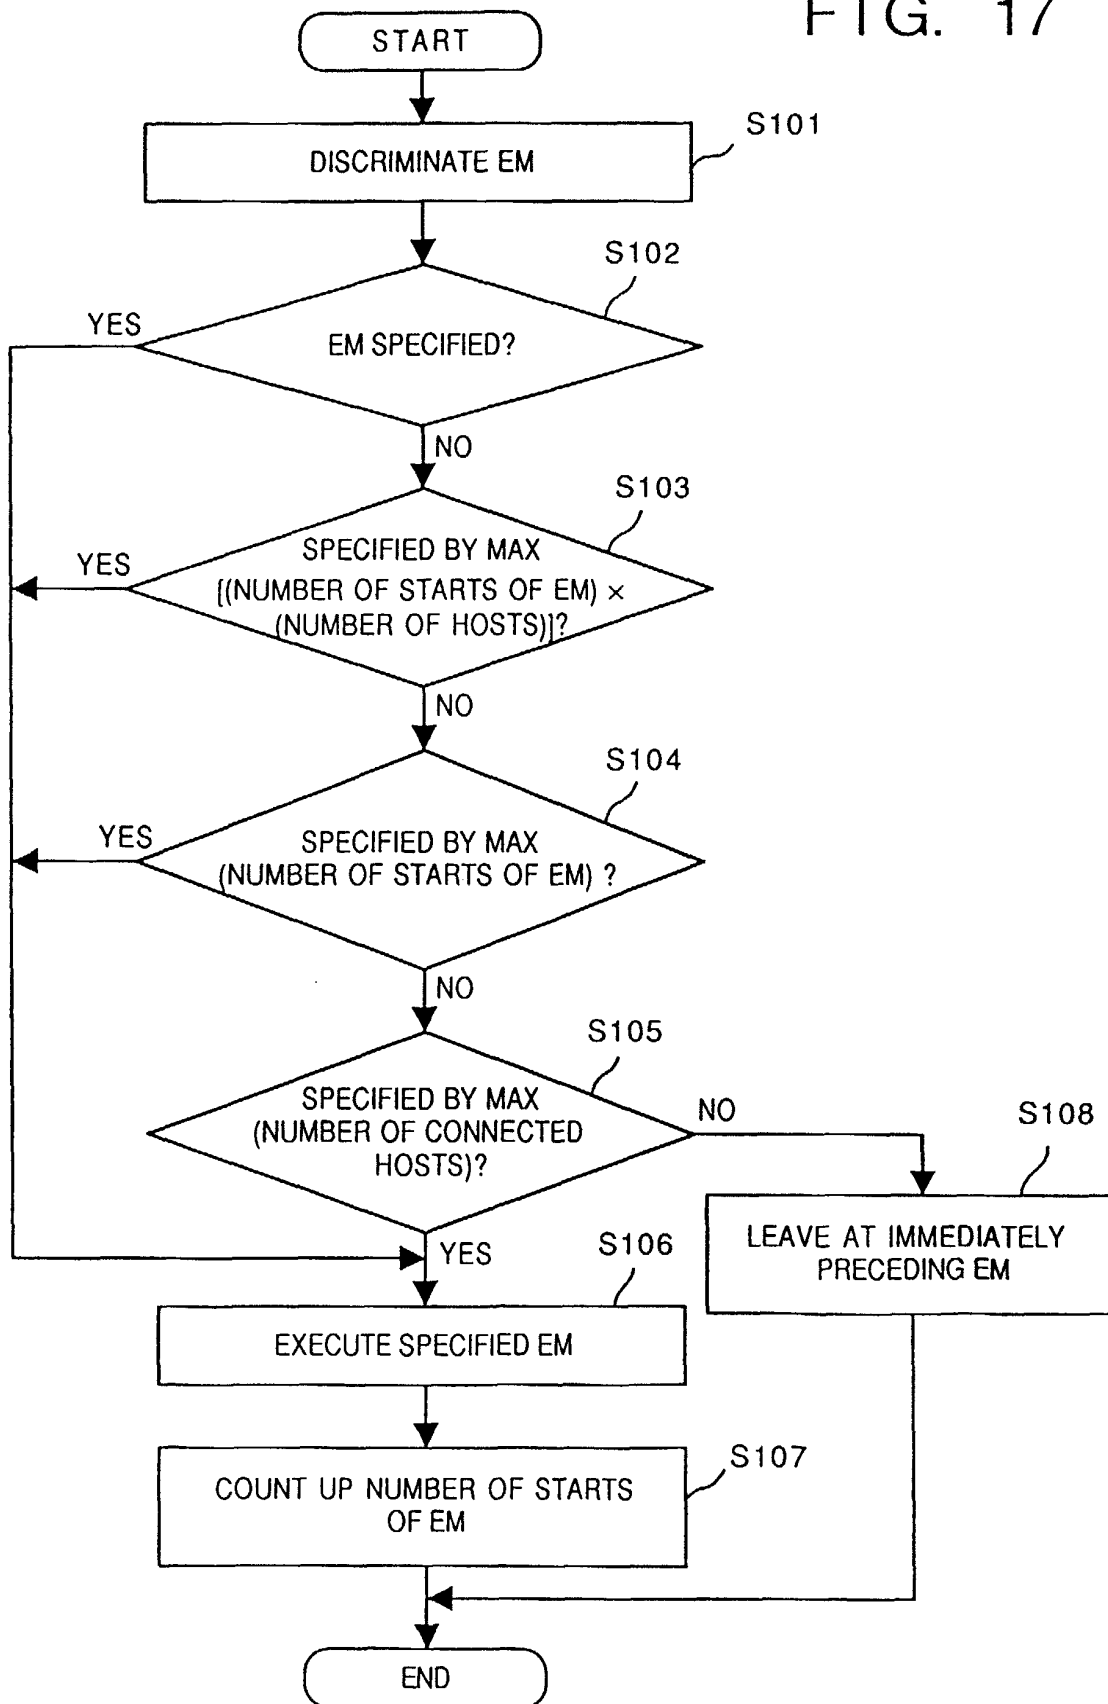 FIG. 17
START
S101
DISCRIMINATE EM
S102
YES
EM SPECIFIED?
NO
S103
YES
SPECIFIED BY MAX
[(NUMBER OF STARTS OF EM) ×
(NUMBER OF HOSTS)]?
NO
S104
YES
SPECIFIED BY MAX
(NUMBER OF STARTS OF EM) ?
NO
S105
SPECIFIED BY MAX
(NUMBER OF CONNECTED
HOSTS)?
NO
S108
LEAVE AT IMMEDIATELY
PRECEDING EM
YES
S106
EXECUTE SPECIFIED EM
S107
COUNT UP NUMBER OF STARTS
OF EM
END